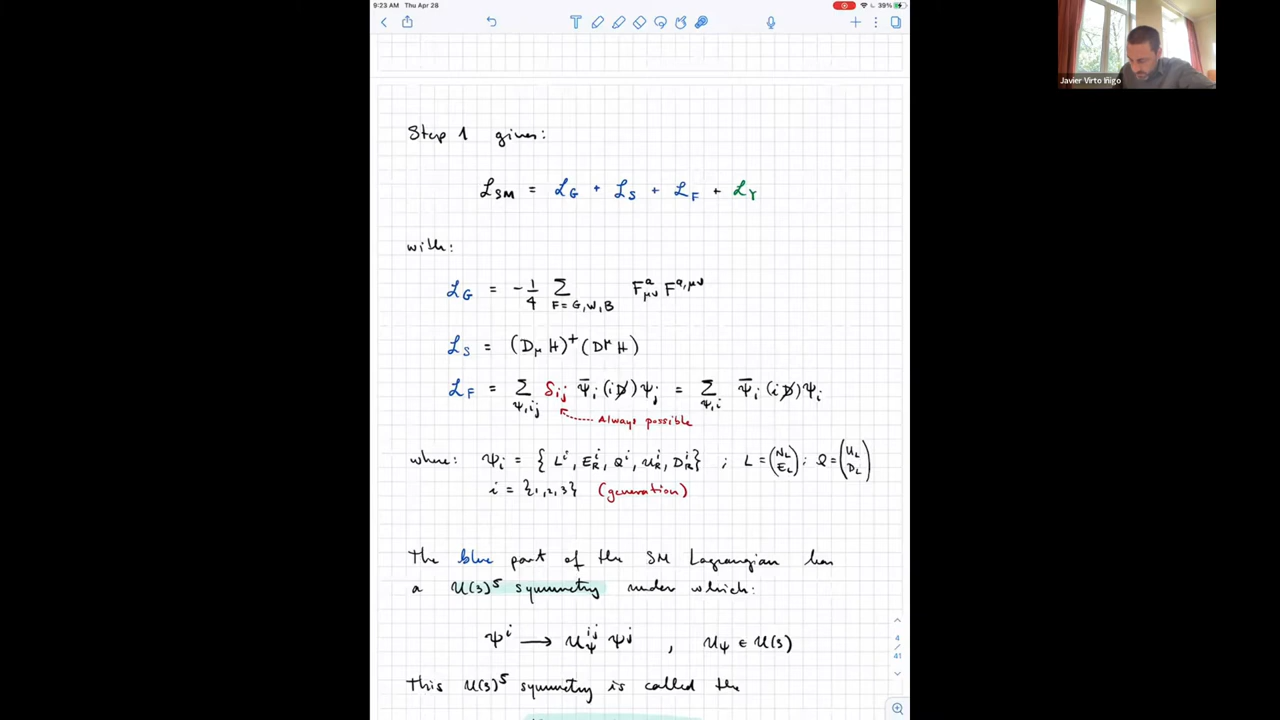 9:23 AM Thu Apr 28
39%
Javier Virto Iñigo
Step 1 gives:
ℒ_SM = ℒ_G + ℒ_S + ℒ_F + ℒ_Y
with:
ℒ_G = -1/4 Σ_{F=G,W,B} F^a_{μν} F^{a,μν}
ℒ_S = (D_μ H)^† (D^μ H)
ℒ_F = Σ_{ψ,ij} δ_ij ψ̄_i (iD̸) ψ_j = Σ_{ψ,i} ψ̄_i (iD̸) ψ_i
Always possible
where: ψ_i = { L^i, E_R^i, Q^i, U_R^i, D_R^i } ; L = (N_L E_L) ; Q = (U_L D_L)
i = {1,2,3} (generation)
The blue part of the SM Lagrangian has
a U(3)^5 symmetry under which:
ψ^i → U_ψ^{ij} ψ^j , U_ψ ∈ U(3)
This U(3)^5 symmetry is called the
4
/
41